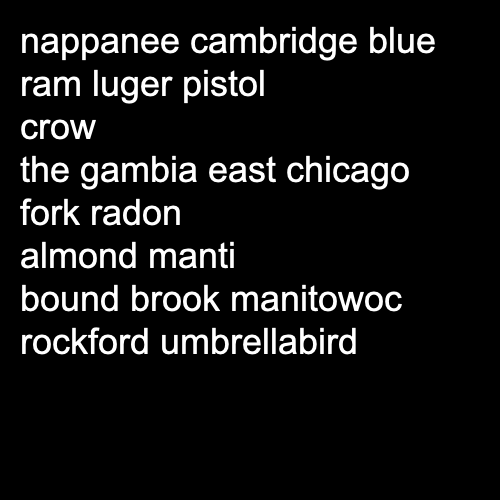 nappanee cambridge blue
ram luger pistol
crow
the gambia east chicago
fork radon
almond manti
bound brook manitowoc
rockford umbrellabird